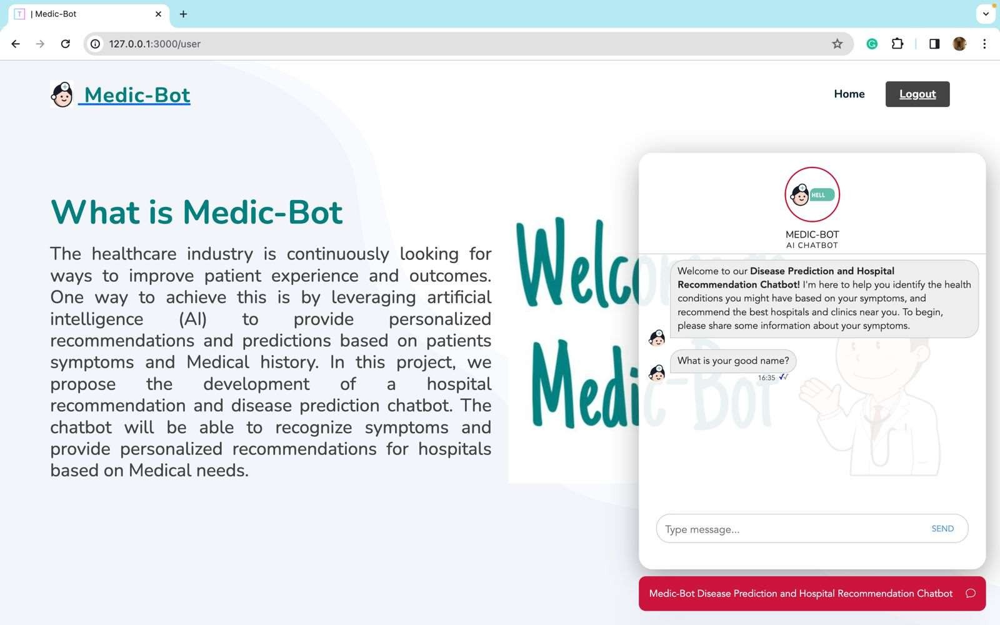 T | Medic-Bot
127.0.0.1:3000/user
Medic-Bot
Home Logout
What is Medic-Bot
The healthcare industry is continuously looking for
ways to improve patient experience and outcomes.
One way to achieve this is by leveraging artificial
intelligence (AI) to provide personalized
recommendations and predictions based on patients
symptoms and Medical history. In this project, we
propose the development of a hospital
recommendation and disease prediction chatbot. The
chatbot will be able to recognize symptoms and
provide personalized recommendations for hospitals
based on Medical needs.
Medic-Bot
HELL
MEDIC-BOT
AI CHATBOT
Welcome to our Disease Prediction and Hospital
Recommendation Chatbot! I'm here to help you identify the health
conditions you might have based on your symptoms, and
recommend the best hospitals and clinics near you. To begin,
please share some information about your symptoms.
What is your good name?
16:35
Type message...
SEND
Medic-Bot Disease Prediction and Hospital Recommendation Chatbot